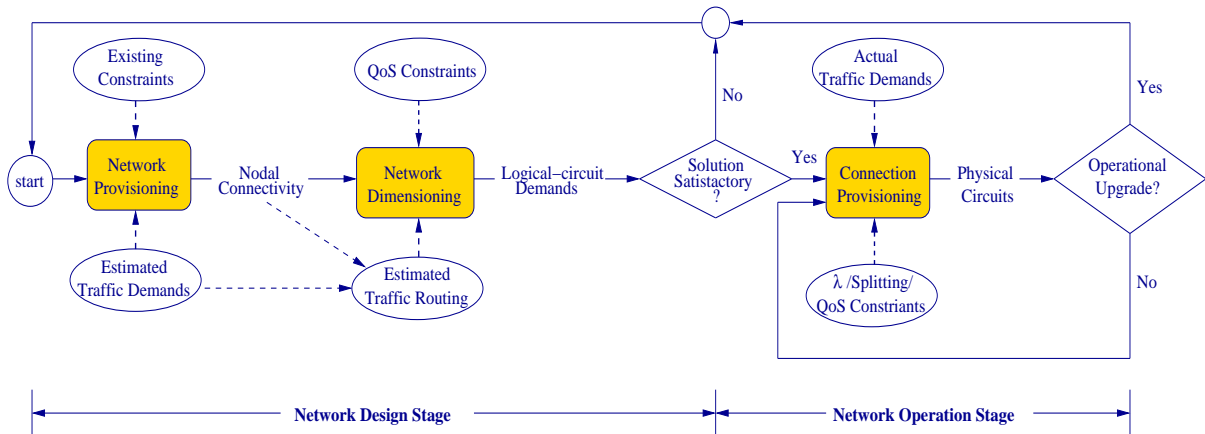 Existing
Constraints
QoS Constraints
Actual
Traffic Demands
No
Yes
start
Network
Provisioning
Nodal
Connectivity
Network
Dimensioning
Logical-circuit
Demands
Solution
Satistactory
?
Yes
Connection
Provisioning
Physical
Circuits
Operational
Upgrade?
Estimated
Traffic Demands
Estimated
Traffic Routing
λ /Splitting/
QoS Constriants
No
Network Design Stage
Network Operation Stage